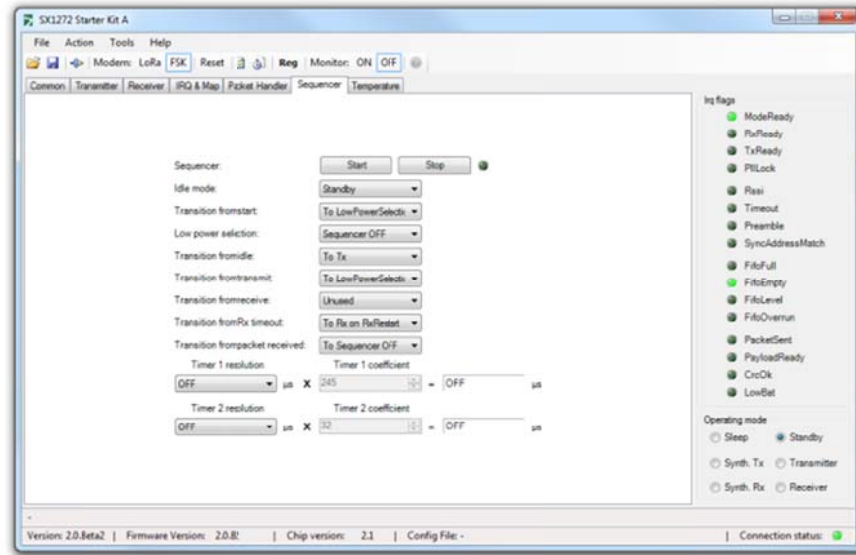 SX1272 Starter Kit A
File Action Tools Help
Modem: LoRa FSK Reset Reg Monitor: ON OFF
Common Transmitter Receiver IRQ & Map Packet Handler Sequencer Temperature
Sequencer: Start Stop
Idle mode: Standby
Transition fromstart: To LowPowerSelectic
Low power selection: Sequencer OFF
Transition fromidle: To Tx
Transition fromtransmit: To LowPowerSelectic
Transition fromreceive: Unused
Transition fromRx timeout: To Rx on RxRestart
Transition frompacket received: To Sequencer OFF
Timer 1 resolution Timer 1 coefficient
OFF µs X 245 = OFF µs
Timer 2 resolution Timer 2 coefficient
OFF µs X 32 = OFF µs
Irq flags
ModeReady
RxReady
TxReady
PllLock
Rssi
Timeout
Preamble
SyncAddressMatch
FifoFull
FifoEmpty
FifoLevel
FifoOverrun
PacketSent
PayloadReady
CrcOk
LowBat
Operating mode
Sleep Standby
Synth. Tx Transmitter
Synth. Rx Receiver
-
Version: 2.0.Beta2 | Firmware Version: | Chip version: 2.1 | Config File: - | Connection status: